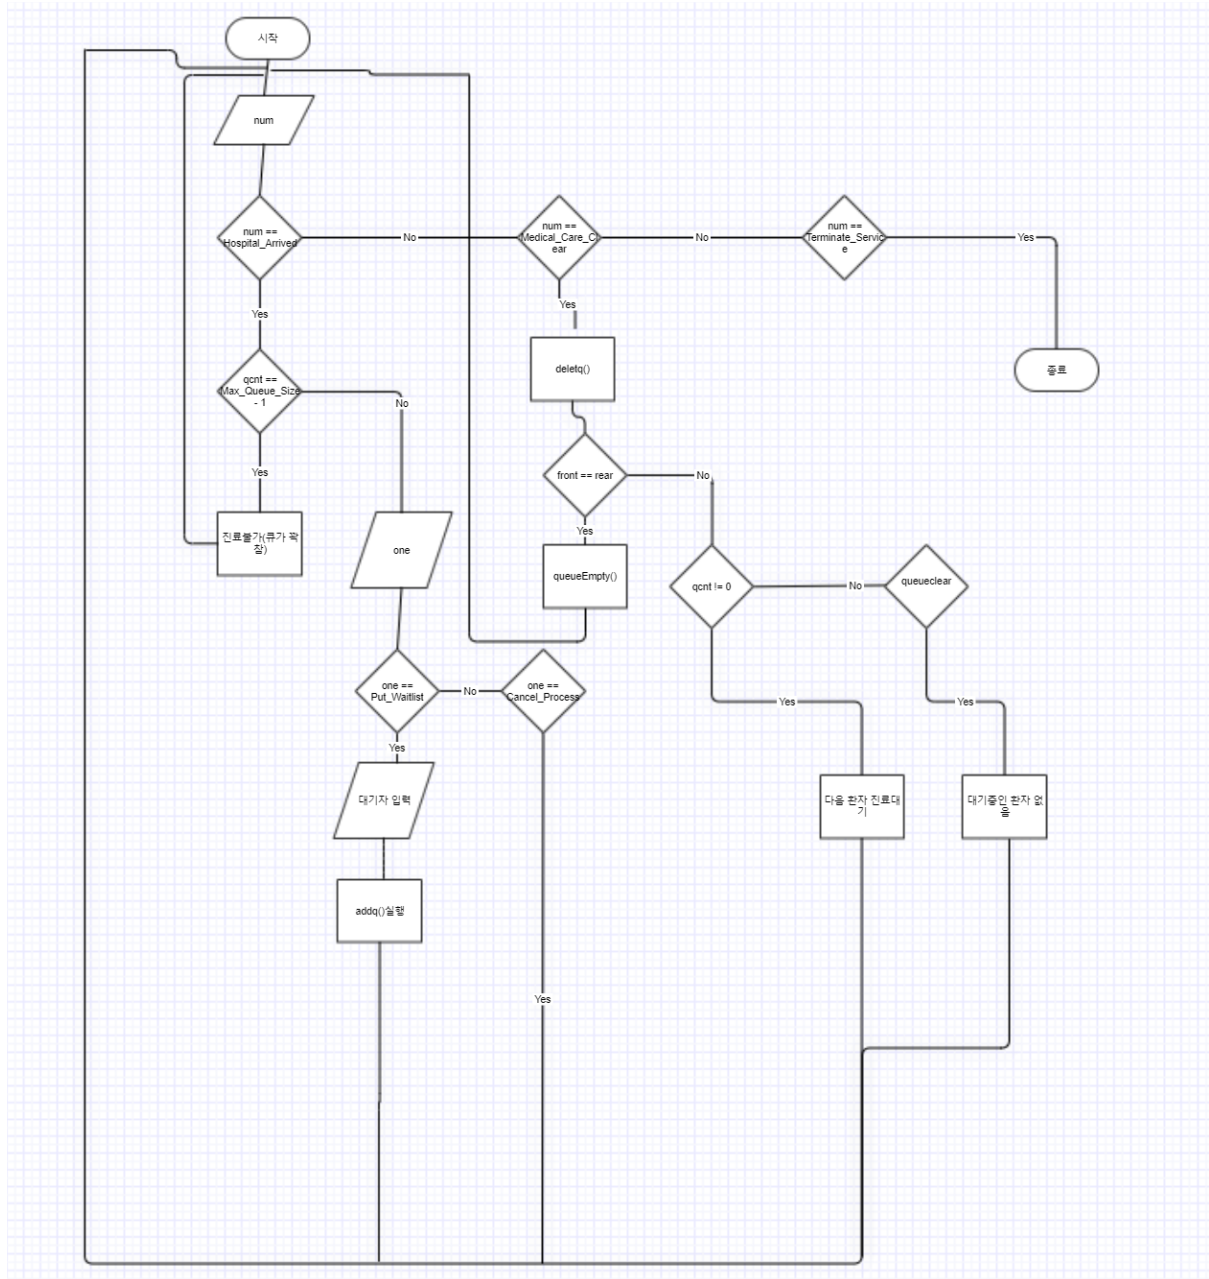 시작
num
num ==
Hospital_Arrived
No
num ==
Medical_Care_Cl
ear
No
num ==
Terminate_Servic
e
Yes
Yes
Yes
종료
deletq()
qcnt ==
Max_Queue_Size
- 1
No
Yes
front == rear
No
Yes
진료불가(큐가 꽉
참)
one
queueEmpty()
qcnt != 0
No
queueclear
one ==
Put_Waitlist
No
one ==
Cancel_Process
Yes
Yes
Yes
대기자 입력
다음 환자 진료대
기
대기중인 환자 없
음
addq()실행
Yes